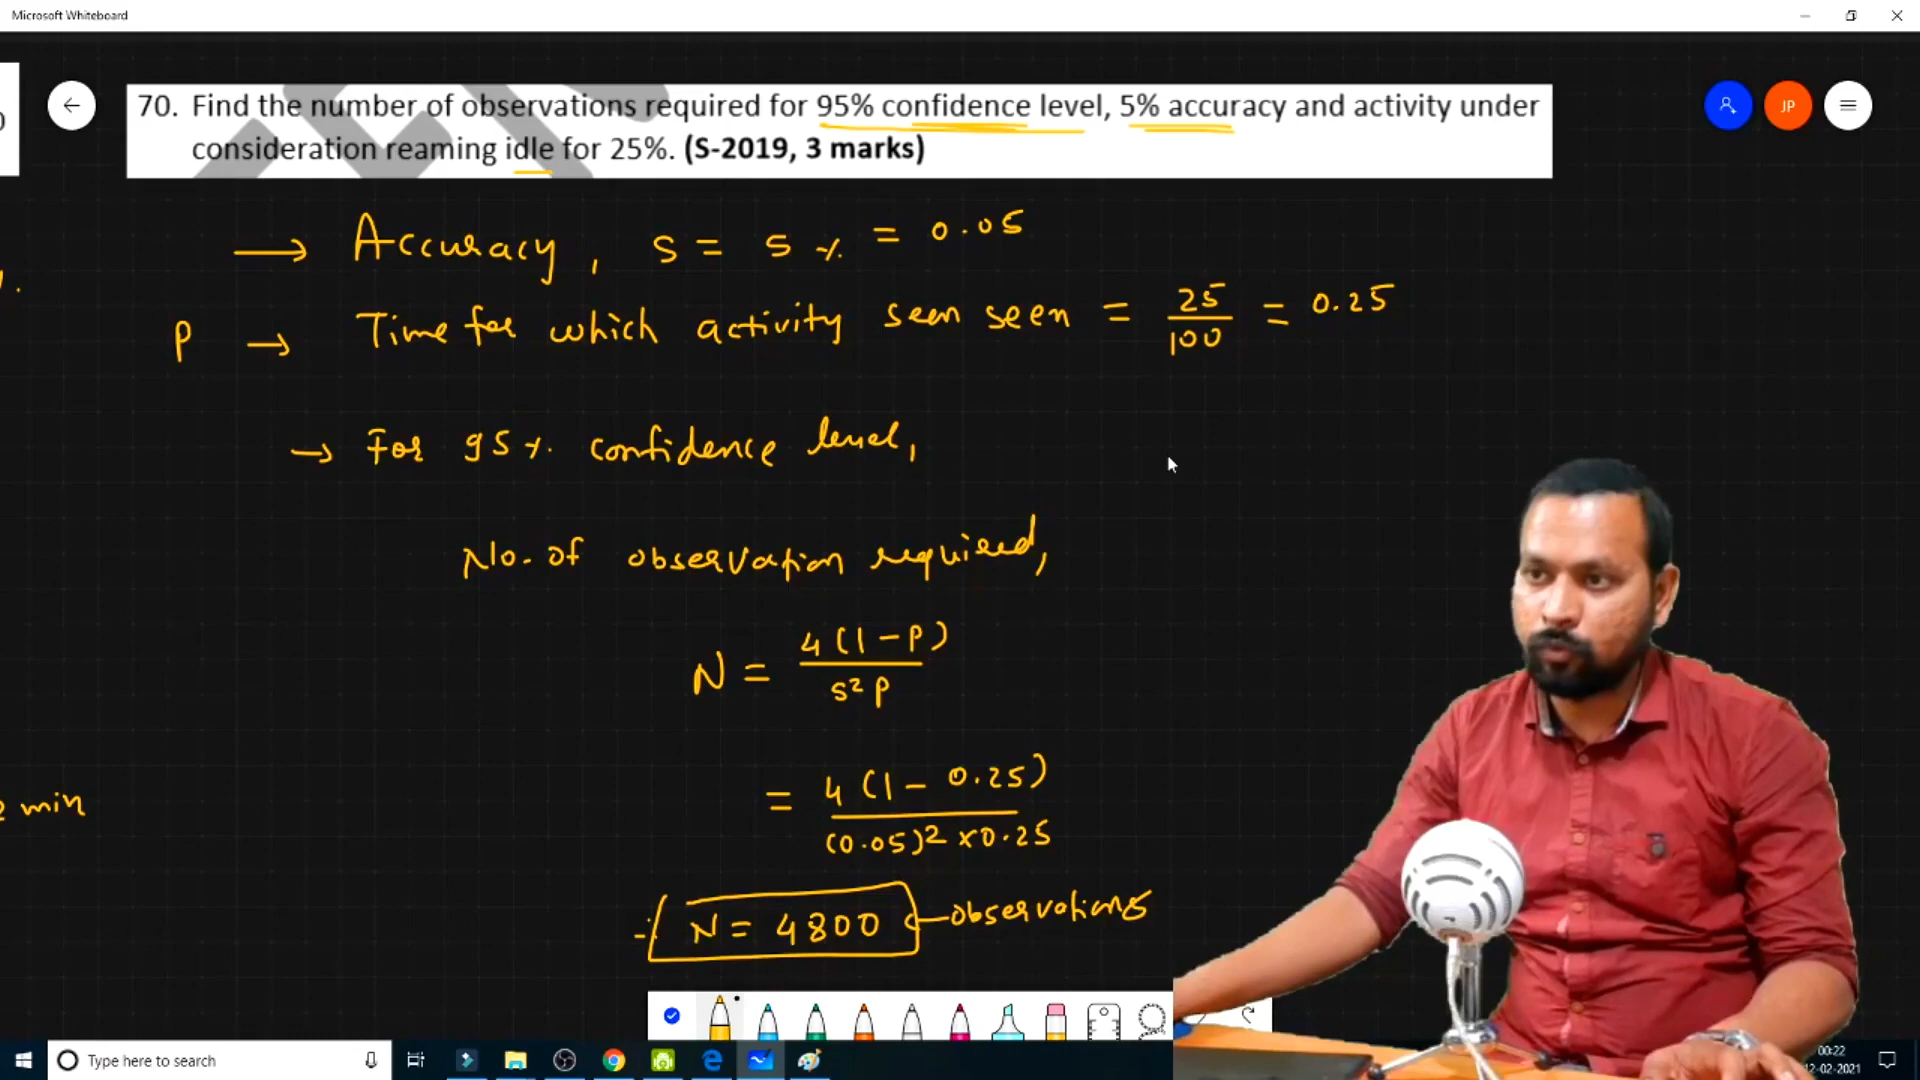 Microsoft Whiteboard
70. Find the number of observations required for 95% confidence level, 5% accuracy and activity under
consideration reaming idle for 25%. (S-2019, 3 marks)
JP
→ Accuracy, S = 5 % = 0.05
P → Time for which activity seen seen = 25/100 = 0.25
→ For 95 %. confidence level,
No. of observation required,
N = 4 (1 - P) / S² P
= 4 (1 - 0.25) / (0.05)² x 0.25
2 min
∴ N = 4800 observations
Type here to search
00:22
12-02-2021